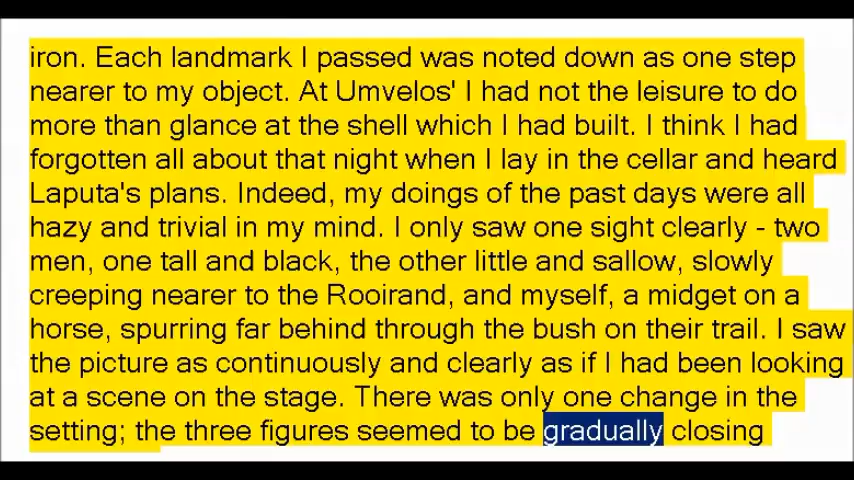 iron. Each landmark I passed was noted down as one step
nearer to my object. At Umvelos' I had not the leisure to do
more than glance at the shell which I had built. I think I had
forgotten all about that night when I lay in the cellar and heard
Laputa's plans. Indeed, my doings of the past days were all
hazy and trivial in my mind. I only saw one sight clearly - two
men, one tall and black, the other little and sallow, slowly
creeping nearer to the Rooirand, and myself, a midget on a
horse, spurring far behind through the bush on their trail. I saw
the picture as continuously and clearly as if I had been looking
at a scene on the stage. There was only one change in the
setting; the three figures seemed to be gradually closing